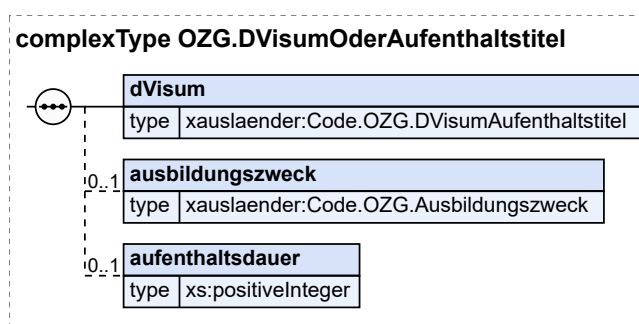 complexType OZG.DVisumOderAufenthaltstitel
dVisum
type xauslaender:Code.OZG.DVisumAufenthaltstitel
0..1 ausbildungszweck
type xauslaender:Code.OZG.Ausbildungszweck
0..1 aufenthaltsdauer
type xs:positiveInteger